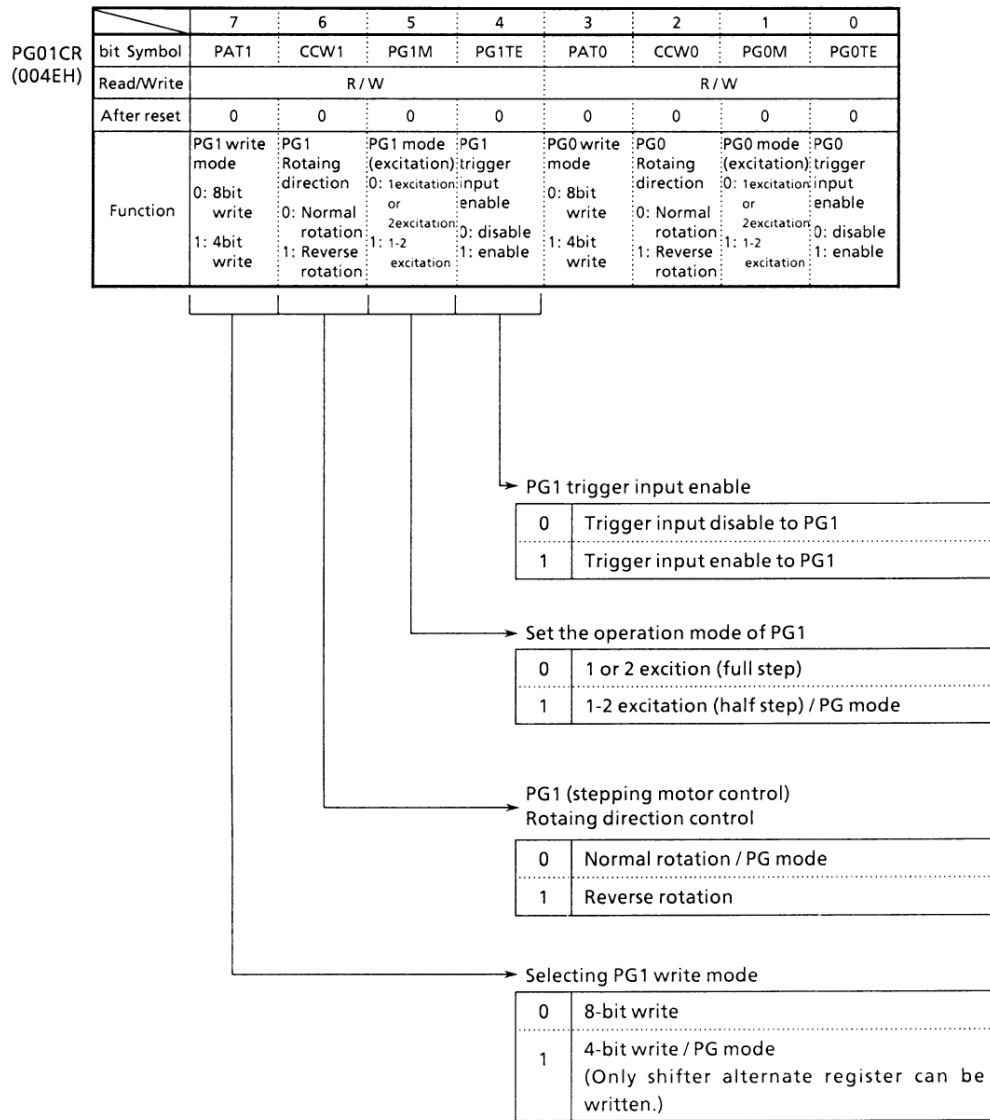 7 6 5 4 3 2 1 0
PG01CR
(004EH)
bit Symbol PAT1 CCW1 PG1M PG1TE PAT0 CCW0 PG0M PG0TE
Read/Write R / W R / W
After reset 0 0 0 0 0 0 0 0
Function
PG1 write
mode
0: 8bit
write
1: 4bit
write
PG1
Rotaing
direction
0: Normal
rotation
1: Reverse
rotation
PG1 mode
(excitation)
0: 1excitation
or
2excitation
1: 1-2
excitation
PG1
trigger
input
enable
0: disable
1: enable
PG0 write
mode
0: 8bit
write
1: 4bit
write
PG0
Rotaing
direction
0: Normal
rotation
1: Reverse
rotation
PG0 mode
(excitation)
0: 1excitation
or
2excitation
1: 1-2
excitation
PG0
trigger
input
enable
0: disable
1: enable
PG1 trigger input enable
0 Trigger input disable to PG1
1 Trigger input enable to PG1
Set the operation mode of PG1
0 1 or 2 excition (full step)
1 1-2 excitation (half step) / PG mode
PG1 (stepping motor control)
Rotaing direction control
0 Normal rotation / PG mode
1 Reverse rotation
Selecting PG1 write mode
0 8-bit write
1 4-bit write / PG mode
(Only shifter alternate register can be
written.)